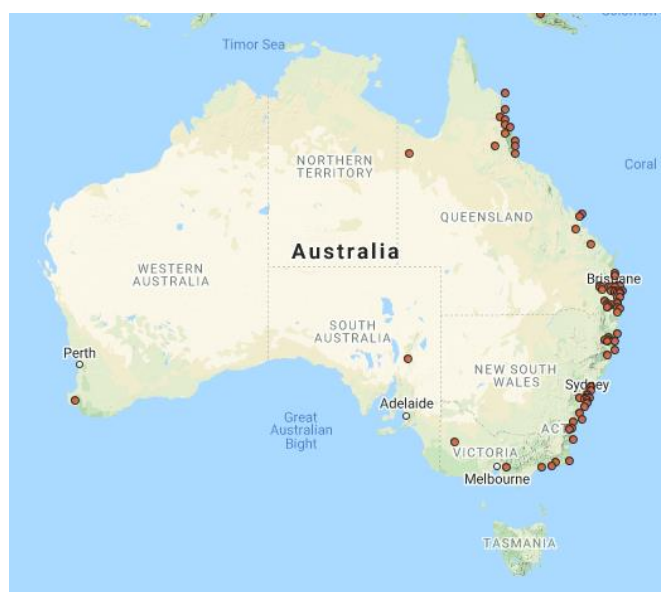 Solomon
Timor Sea
NORTHERN
TERRITORY
Coral
QUEENSLAND
Australia
WESTERN
AUSTRALIA
Brisbane
SOUTH
AUSTRALIA
Perth
NEW SOUTH
WALES
Sydney
Adelaide
Great
Australian
Bight
ACT
VICTORIA
Melbourne
TASMANIA